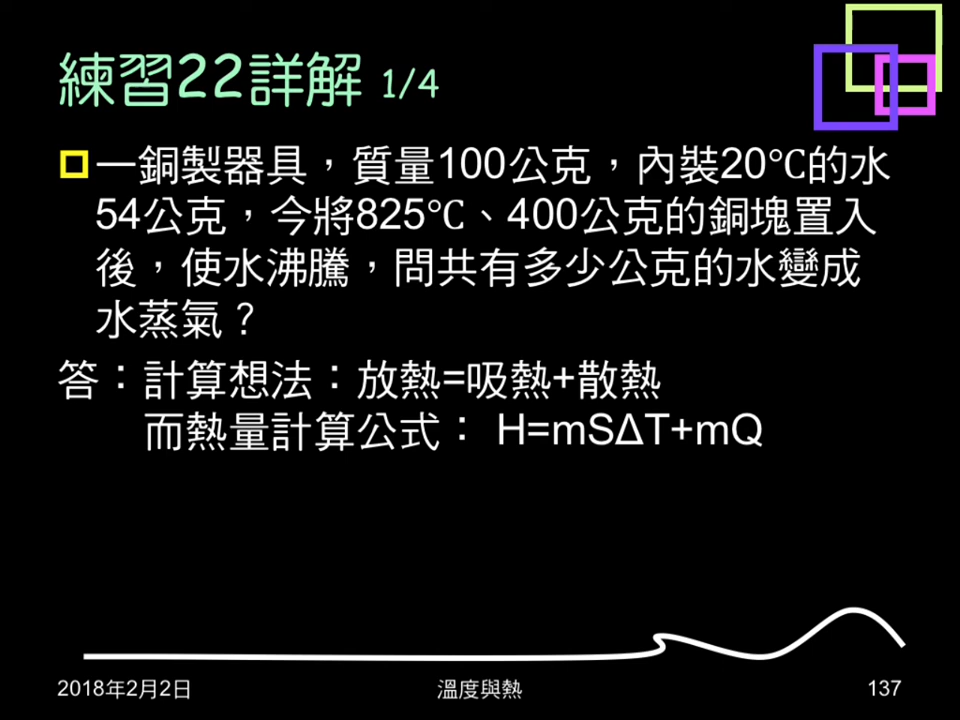 練習22詳解 1/4
一銅製器具，質量100公克，內裝20℃的水
54公克，今將825℃、400公克的銅塊置入
後，使水沸騰，問共有多少公克的水變成
水蒸氣？
答：計算想法：放熱=吸熱+散熱
而熱量計算公式： H=mSΔT+mQ
2018年2月2日
溫度與熱
137